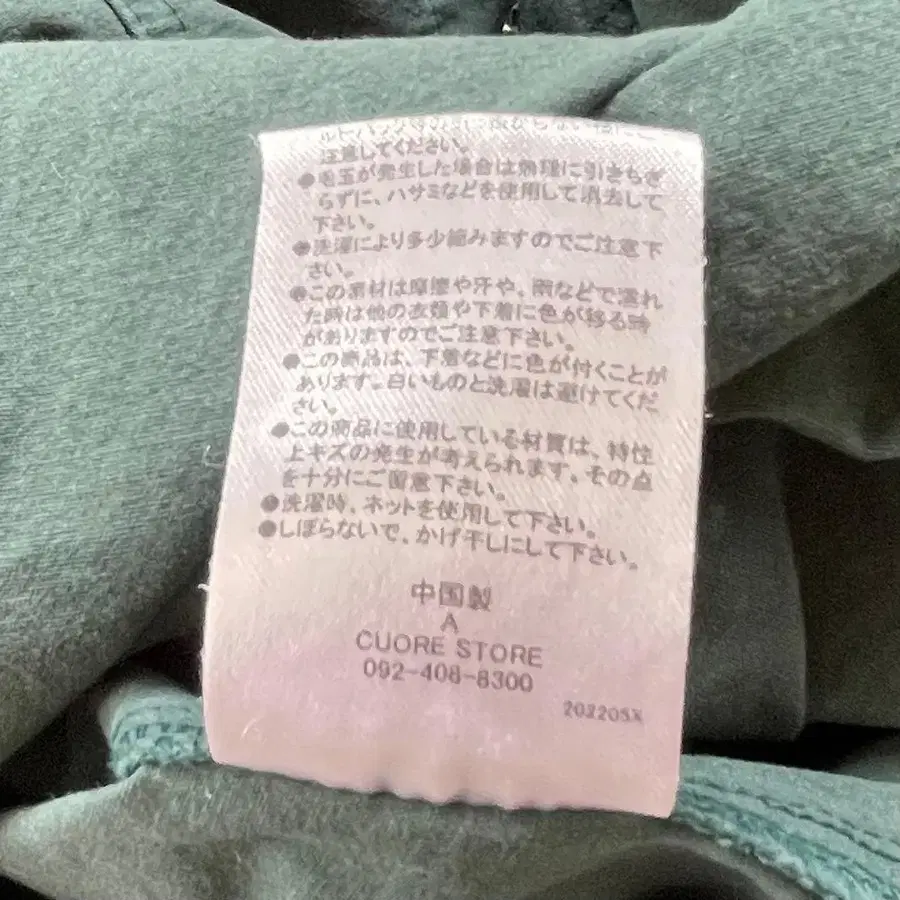 注意してください。
●毛玉が発生した場合は無理に引きちぎ
らずに、ハサミなどを使用して消去して
下さい。
●洗濯により多少縮みますのでご注意下
さい。
●この素材は摩擦や汗や、雨などで濡れ
た時は他の衣類や下着に色が移る時
がありますのでご注意下さい。
●この商品は、下着などに色が付くことが
あります。白いものと洗濯は避けてくだ
さい。
●この商品に使用している材質は、特性
上キズの発生が考えられます。その点
を十分にご留意下さい。
●洗濯時、ネットを使用して下さい。
●しぼらないで、かげ干しにして下さい。
中国製
A
CUORE STORE
092-408-8300
202205X